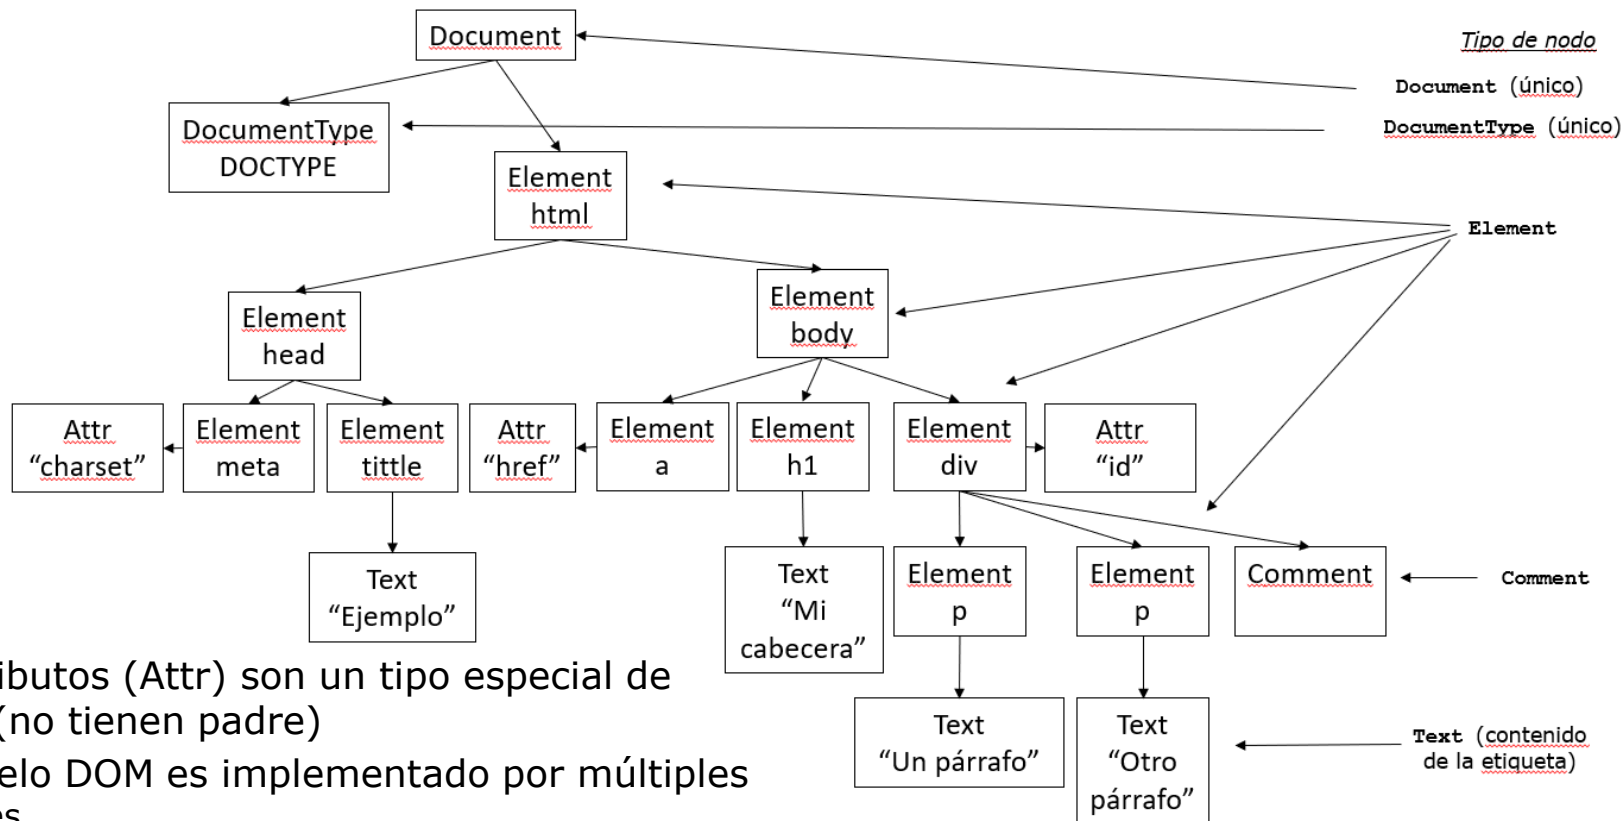 Document
Tipo de nodo
Document (único)
DocumentType
DOCTYPE
DocumentType (único)
Element
html
Element
Element
head
Element
body
Attr
“charset”
Element
meta
Element
tittle
Attr
“href”
Element
a
Element
h1
Element
div
Attr
“id”
Text
“Ejemplo”
Text
“Mi
cabecera”
Element
p
Element
p
Comment
Comment
ibutos (Attr) son un tipo especial de
(no tienen padre)
elo DOM es implementado por múltiples
Text
“Un párrafo”
Text
“Otro
párrafo”
Text (contenido
de la etiqueta)